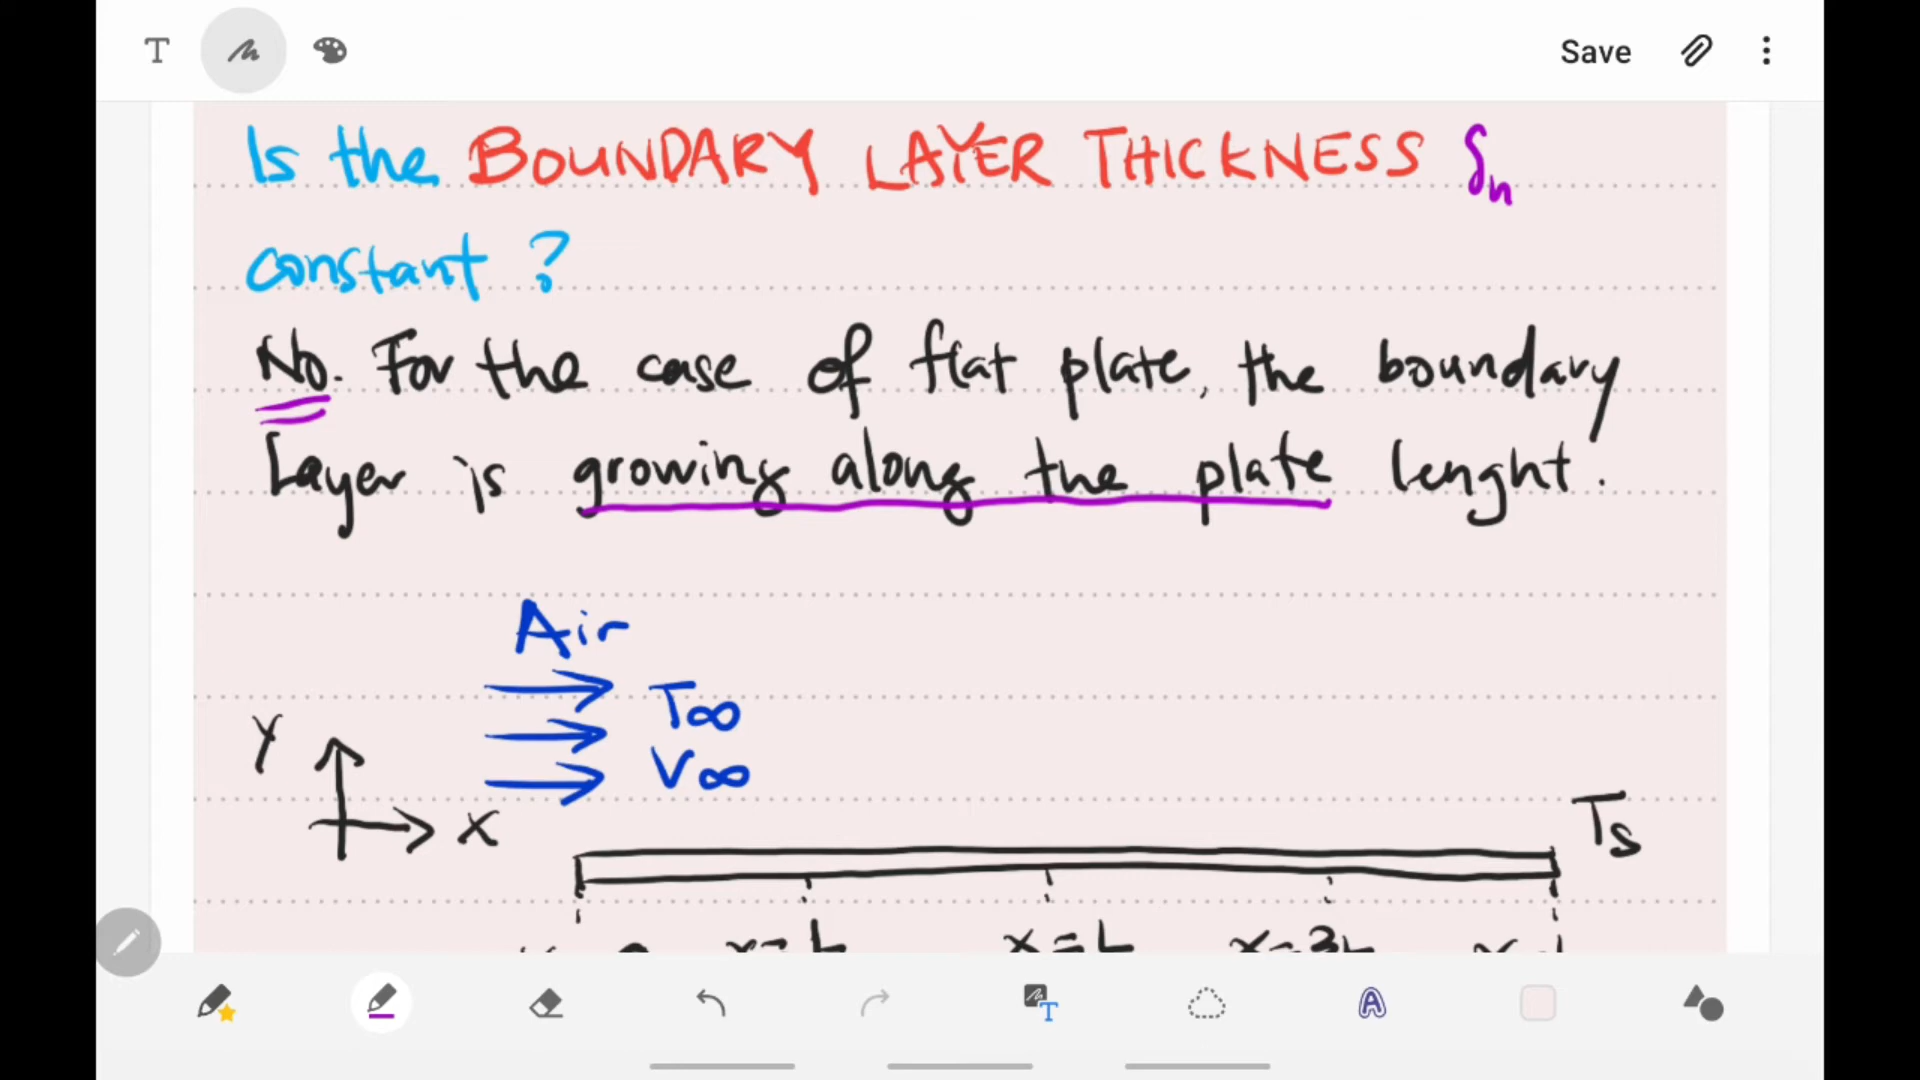 T
Save
Is the BOUNDARY LAYER THICKNESS δn
constant?
No. For the case of flat plate, the boundary
Layer is growing along the plate lenght.
Air
T∞
V∞
Y
X
Ts
T
A